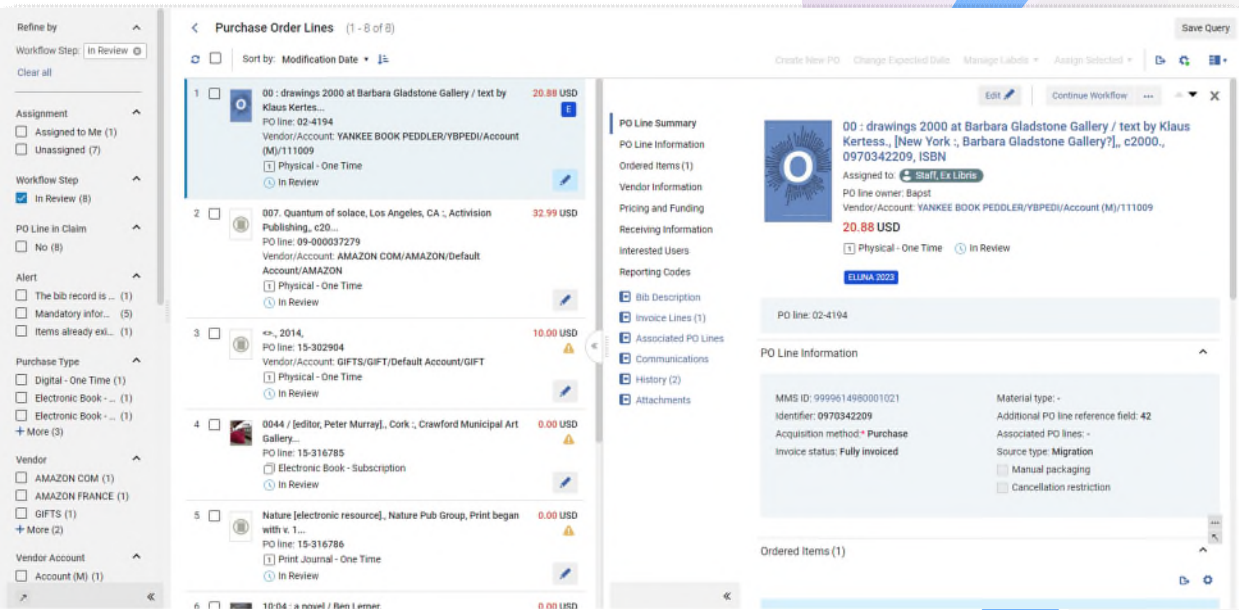 Refine by
Workflow Step: In Review
Clear all
Assignment
Assigned to Me (1)
Unassigned (7)
Workflow Step
In Review (8)
PO Line in Claim
No (8)
Alert
The bib record is ... (1)
Mandatory infor... (5)
Items already exi... (1)
Purchase Type
Digital - One Time (1)
Electronic Book - ... (1)
Electronic Book - ... (1)
+ More (3)
Vendor
AMAZON COM (1)
AMAZON FRANCE (1)
GIFTS (1)
+ More (2)
Vendor Account
Account (M) (1)
Purchase Order Lines (1 - 8 of 8)
Save Query
Sort by: Modification Date
Create New PO Change Expected Date Manage Labels Assign Selected
1
00 : drawings 2000 at Barbara Gladstone Gallery / text by
Klaus Kertes...
20.88 USD
E
PO line: 02-4194
Vendor/Account: YANKEE BOOK PEDDLER/YBPEDI/Account
(M)/111009
1 Physical - One Time
In Review
2
007. Quantum of solace, Los Angeles, CA :, Activision
Publishing,, c20...
32.99 USD
PO line: 09-000037279
Vendor/Account: AMAZON COM/AMAZON/Default
Account/AMAZON
1 Physical - One Time
In Review
3
<>., 2014,
10.00 USD
PO line: 15-302904
Vendor/Account: GIFTS/GIFT/Default Account/GIFT
1 Physical - One Time
In Review
4
0044 / [editor, Peter Murray]., Cork :, Crawford Municipal Art
Gallery...
0.00 USD
PO line: 15-316785
Electronic Book - Subscription
In Review
5
Nature [electronic resource]., Nature Pub Group, Print began
with v. 1...
0.00 USD
PO line: 15-316786
1 Print Journal - One Time
In Review
6
10:04 : a novel / Ben Lerner.
0.00 USD
PO Line Summary
PO Line Information
Ordered Items (1)
Vendor Information
Pricing and Funding
Receiving Information
Interested Users
Reporting Codes
Bib Description
Invoice Lines (1)
Associated PO Lines
Communications
History (2)
Attachments
Edit
Continue Workflow
00 : drawings 2000 at Barbara Gladstone Gallery / text by Klaus
Kertess., [New York :, Barbara Gladstone Gallery?],, c2000.,
0970342209, ISBN
Assigned to: Staff, Ex Libris
PO line owner: Bapst
Vendor/Account: YANKEE BOOK PEDDLER/YBPEDI/Account (M)/111009
20.88 USD
1 Physical - One Time In Review
ELUNA 2023
PO line: 02-4194
PO Line Information
MMS ID: 9999614980001021
Identifier: 0970342209
Acquisition method:* Purchase
Invoice status: Fully invoiced
Material type: -
Additional PO line reference field: 42
Associated PO lines: -
Source type: Migration
Manual packaging
Cancellation restriction
Ordered Items (1)